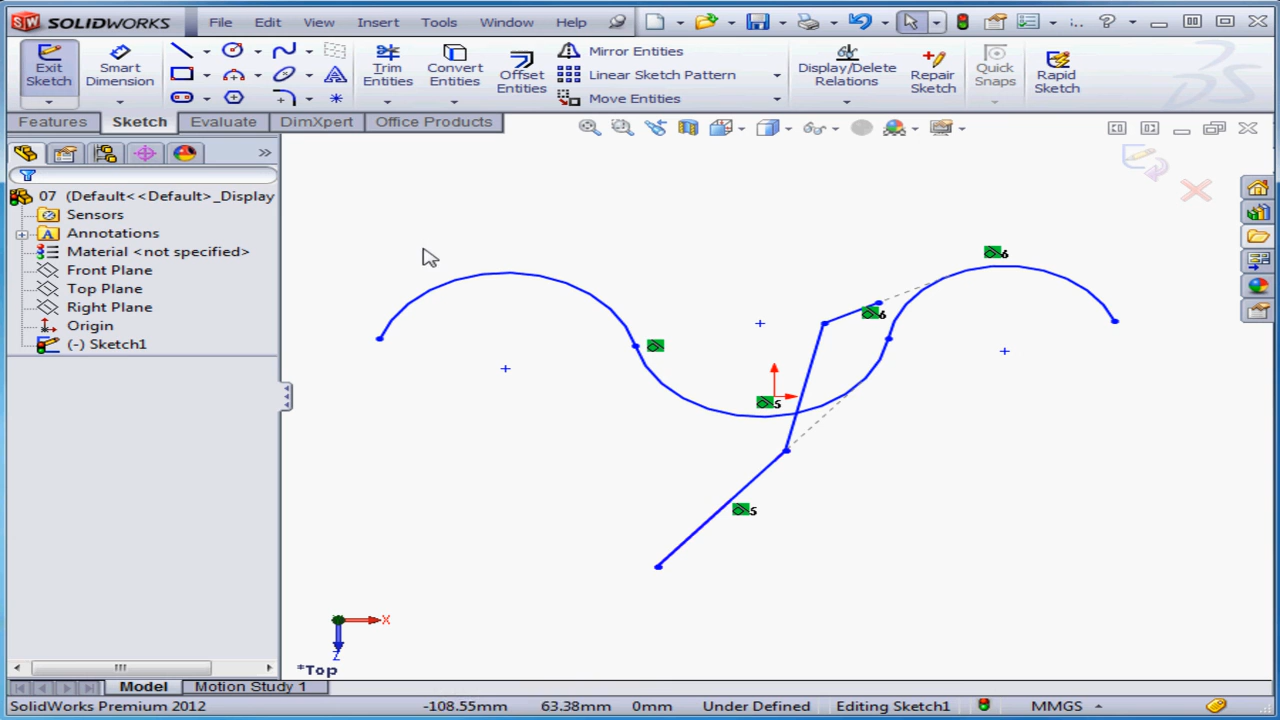 SW SOLIDWORKS File Edit View Insert Tools Window Help
Exit Sketch
Smart Dimension
Trim Entities
Convert Entities
Offset Entities
Mirror Entities
Linear Sketch Pattern
Move Entities
Display/Delete Relations
Repair Sketch
Quick Snaps
Rapid Sketch
Features Sketch Evaluate DimXpert Office Products
07 (Default<<Default>_Display
Sensors
Annotations
Material <not specified>
Front Plane
Top Plane
Right Plane
Origin
(-) Sketch1
6
6
5
5
X
Z
*Top
Model Motion Study 1
SolidWorks Premium 2012 -108.55mm 63.38mm 0mm Under Defined Editing Sketch1 MMGS